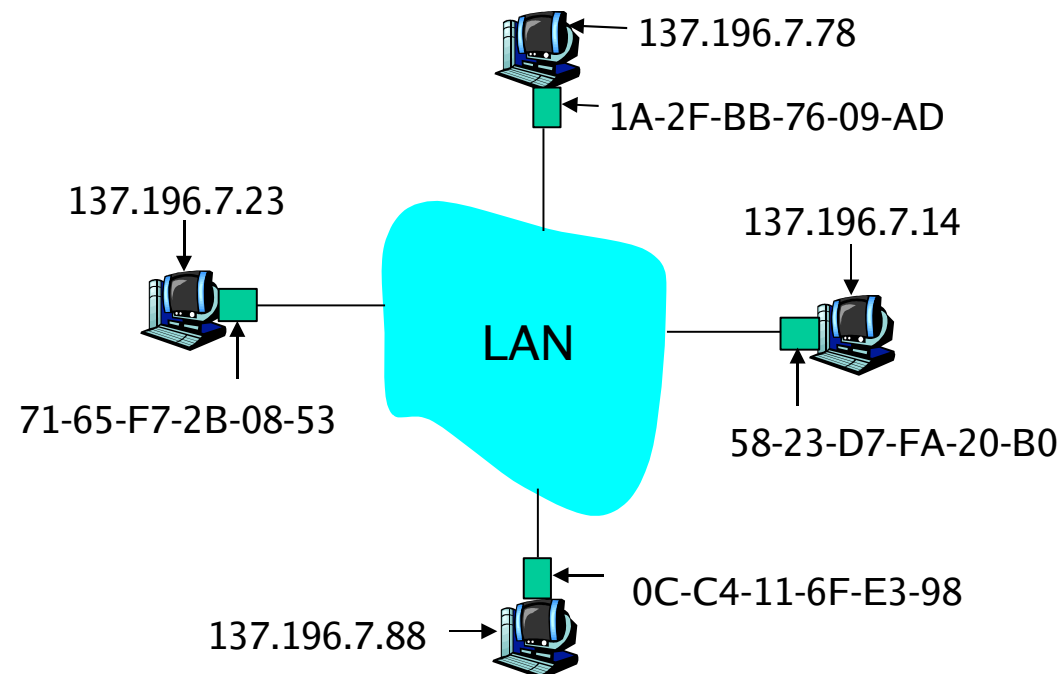 137.196.7.78
1A-2F-BB-76-09-AD
137.196.7.23
137.196.7.14
LAN
71-65-F7-2B-08-53
58-23-D7-FA-20-B0
0C-C4-11-6F-E3-98
137.196.7.88